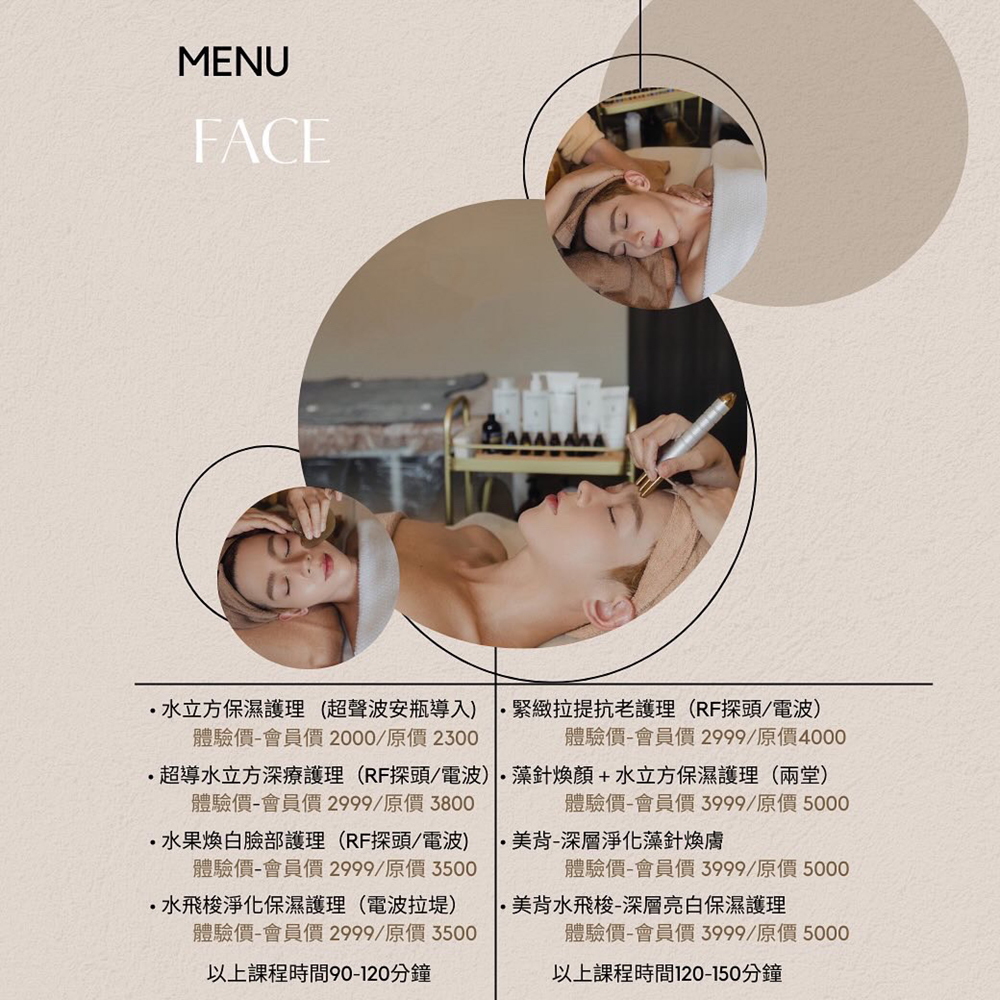 MENU
FACE
•水立方保濕護理 (超聲波安瓶導入)
體驗價-會員價 2000/原價 2300
•超導水立方深療護理（RF探頭/電波）
體驗價-會員價 2999/原價 3800
•水果煥白臉部護理（RF探頭/電波)
體驗價-會員價 2999/原價 3500
•水飛梭淨化保濕護理（電波拉堤）
體驗價-會員價 2999/原價 3500
以上課程時間90-120分鐘
•緊緻拉提抗老護理（RF探頭/電波）
體驗價-會員價 2999/原價4000
•藻針煥顏 + 水立方保濕護理（兩堂）
體驗價-會員價 3999/原價 5000
•美背-深層淨化藻針煥膚
體驗價-會員價 3999/原價 5000
•美背水飛梭-深層亮白保濕護理
體驗價-會員價 3999/原價 5000
以上課程時間120-150分鐘